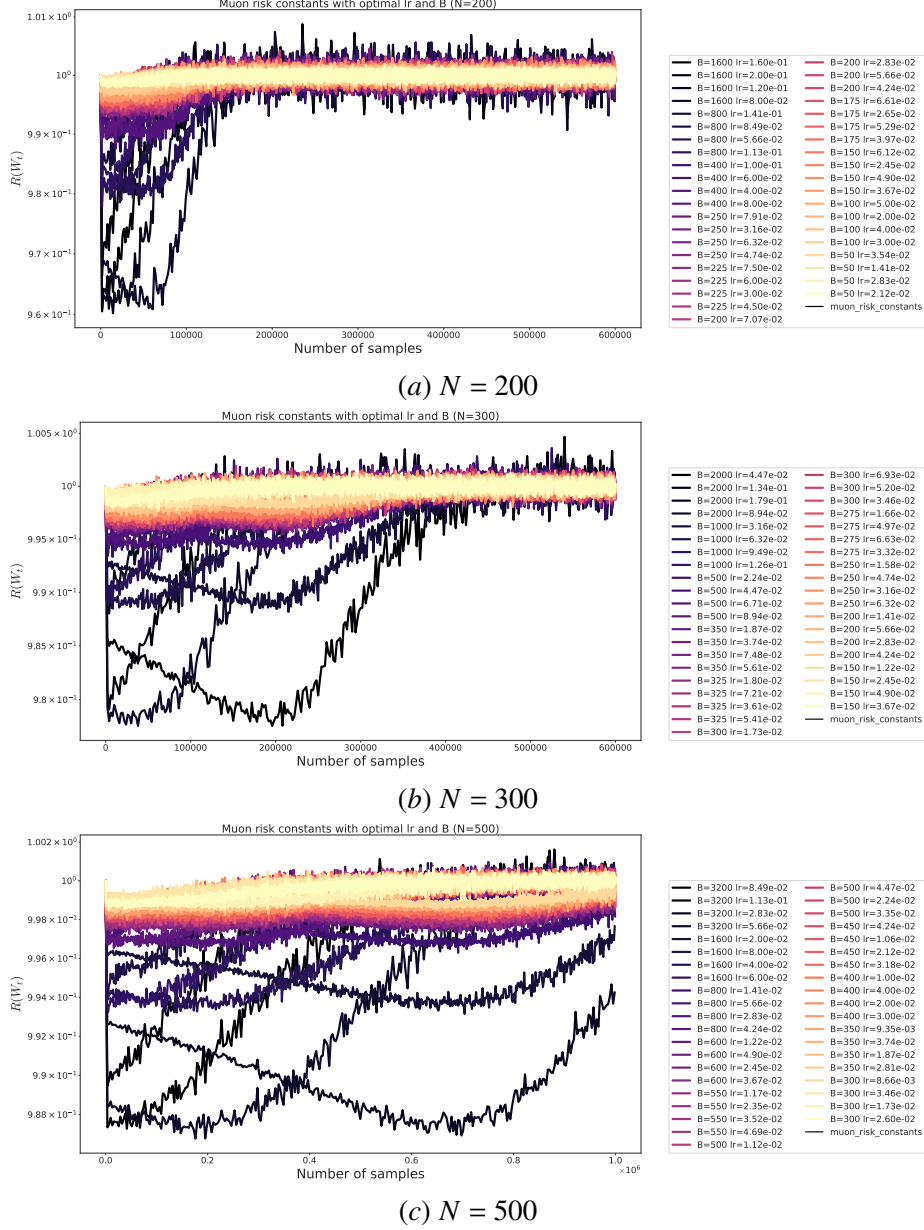 Muon risk constants with optimal lr and B (N=200)
1.01 × 10⁰
10⁰
9.9 × 10⁻¹
9.8 × 10⁻¹
9.7 × 10⁻¹
9.6 × 10⁻¹
R(Wₜ)
0 100000 200000 300000 400000 500000 600000
Number of samples
B=1600 lr=1.60e-01
B=1600 lr=2.00e-01
B=1600 lr=1.20e-01
B=1600 lr=8.00e-02
B=800 lr=1.41e-01
B=800 lr=8.49e-02
B=800 lr=5.66e-02
B=800 lr=1.13e-01
B=400 lr=1.00e-01
B=400 lr=6.00e-02
B=400 lr=4.00e-02
B=400 lr=8.00e-02
B=250 lr=7.91e-02
B=250 lr=3.16e-02
B=250 lr=6.32e-02
B=250 lr=4.74e-02
B=225 lr=7.50e-02
B=225 lr=6.00e-02
B=225 lr=3.00e-02
B=225 lr=4.50e-02
B=200 lr=7.07e-02
B=200 lr=2.83e-02
B=200 lr=5.66e-02
B=200 lr=4.24e-02
B=175 lr=6.61e-02
B=175 lr=2.65e-02
B=175 lr=5.29e-02
B=175 lr=3.97e-02
B=150 lr=6.12e-02
B=150 lr=2.45e-02
B=150 lr=4.90e-02
B=150 lr=3.67e-02
B=100 lr=5.00e-02
B=100 lr=2.00e-02
B=100 lr=4.00e-02
B=100 lr=3.00e-02
B=50 lr=3.54e-02
B=50 lr=1.41e-02
B=50 lr=2.83e-02
B=50 lr=2.12e-02
muon_risk_constants
(a) N = 200
Muon risk constants with optimal lr and B (N=300)
1.005 × 10⁰
10⁰
9.95 × 10⁻¹
9.9 × 10⁻¹
9.85 × 10⁻¹
9.8 × 10⁻¹
R(Wₜ)
0 100000 200000 300000 400000 500000 600000
Number of samples
B=2000 lr=4.47e-02
B=2000 lr=1.34e-01
B=2000 lr=1.79e-01
B=2000 lr=8.94e-02
B=1000 lr=3.16e-02
B=1000 lr=6.32e-02
B=1000 lr=9.49e-02
B=1000 lr=1.26e-01
B=500 lr=2.24e-02
B=500 lr=4.47e-02
B=500 lr=6.71e-02
B=500 lr=8.94e-02
B=350 lr=1.87e-02
B=350 lr=3.74e-02
B=350 lr=7.48e-02
B=350 lr=5.61e-02
B=325 lr=1.80e-02
B=325 lr=7.21e-02
B=325 lr=3.61e-02
B=325 lr=5.41e-02
B=300 lr=1.73e-02
B=300 lr=6.93e-02
B=300 lr=5.20e-02
B=300 lr=3.46e-02
B=275 lr=1.66e-02
B=275 lr=4.97e-02
B=275 lr=6.63e-02
B=275 lr=3.32e-02
B=250 lr=1.58e-02
B=250 lr=4.74e-02
B=250 lr=3.16e-02
B=250 lr=6.32e-02
B=200 lr=1.41e-02
B=200 lr=5.66e-02
B=200 lr=2.83e-02
B=200 lr=4.24e-02
B=150 lr=1.22e-02
B=150 lr=2.45e-02
B=150 lr=4.90e-02
B=150 lr=3.67e-02
muon_risk_constants
(b) N = 300
Muon risk constants with optimal lr and B (N=500)
1.002 × 10⁰
10⁰
9.98 × 10⁻¹
9.96 × 10⁻¹
9.94 × 10⁻¹
9.92 × 10⁻¹
9.9 × 10⁻¹
9.88 × 10⁻¹
R(Wₜ)
0.0 0.2 0.4 0.6 0.8 1.0
×10⁶
Number of samples
B=3200 lr=8.49e-02
B=3200 lr=1.13e-01
B=3200 lr=2.83e-02
B=3200 lr=5.66e-02
B=1600 lr=2.00e-02
B=1600 lr=8.00e-02
B=1600 lr=4.00e-02
B=1600 lr=6.00e-02
B=800 lr=1.41e-02
B=800 lr=5.66e-02
B=800 lr=2.83e-02
B=800 lr=4.24e-02
B=600 lr=1.22e-02
B=600 lr=4.90e-02
B=600 lr=2.45e-02
B=600 lr=3.67e-02
B=550 lr=1.17e-02
B=550 lr=2.35e-02
B=550 lr=3.52e-02
B=550 lr=4.69e-02
B=500 lr=1.12e-02
B=500 lr=4.47e-02
B=500 lr=2.24e-02
B=500 lr=3.35e-02
B=450 lr=4.24e-02
B=450 lr=1.06e-02
B=450 lr=2.12e-02
B=450 lr=3.18e-02
B=400 lr=1.00e-02
B=400 lr=4.00e-02
B=400 lr=2.00e-02
B=400 lr=3.00e-02
B=350 lr=9.35e-03
B=350 lr=3.74e-02
B=350 lr=1.87e-02
B=350 lr=2.81e-02
B=300 lr=8.66e-03
B=300 lr=3.46e-02
B=300 lr=1.73e-02
B=300 lr=2.60e-02
muon_risk_constants
(c) N = 500